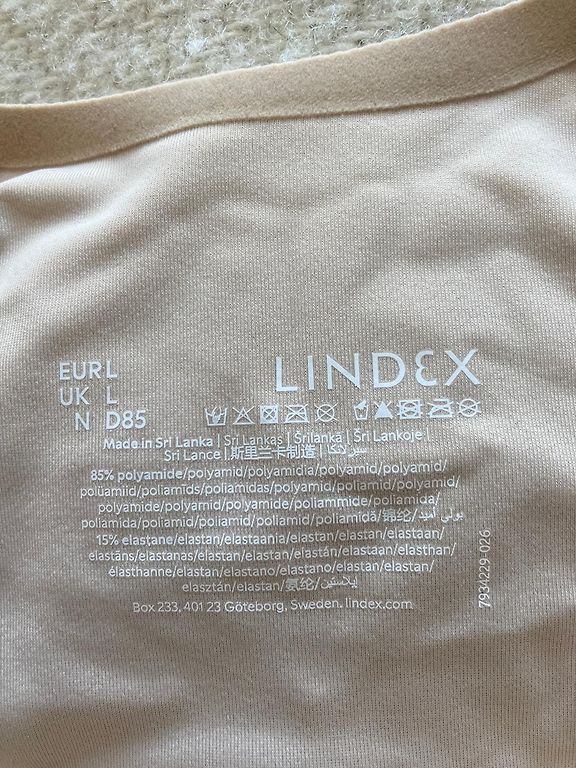 LINDEX
EUR L
UK L
N D85
Made in Sri Lanka | Sri Lankas | Šrilankā | Šri Lankoje
Sri Lance | 斯里兰卡制造 | سيرلانكا
85% polyamide/polyamid/polyamidia/polyamid/polyamid/
polüamiid/poliamīds/poliamidas/polyamid/polyamid/
polyamide/polyamid/polyamide/poliammide/poliamida/
poliamida/poliamid/poliamid/poliamid/poliamidă/锦纶/بولي أميد/
15% elastane/elastan/elastaania/elastan/elastan/elastaan/
elastāns/elastanas/elastan/elastan/elastán/elastaan/elasthan/
élasthanne/elastan/elastano/elastano/elastan/elastan/
elasztán/elastan/氨纶/إيلاستين/
Box 233, 401 23 Göteborg, Sweden. lindex.com
7934229-026